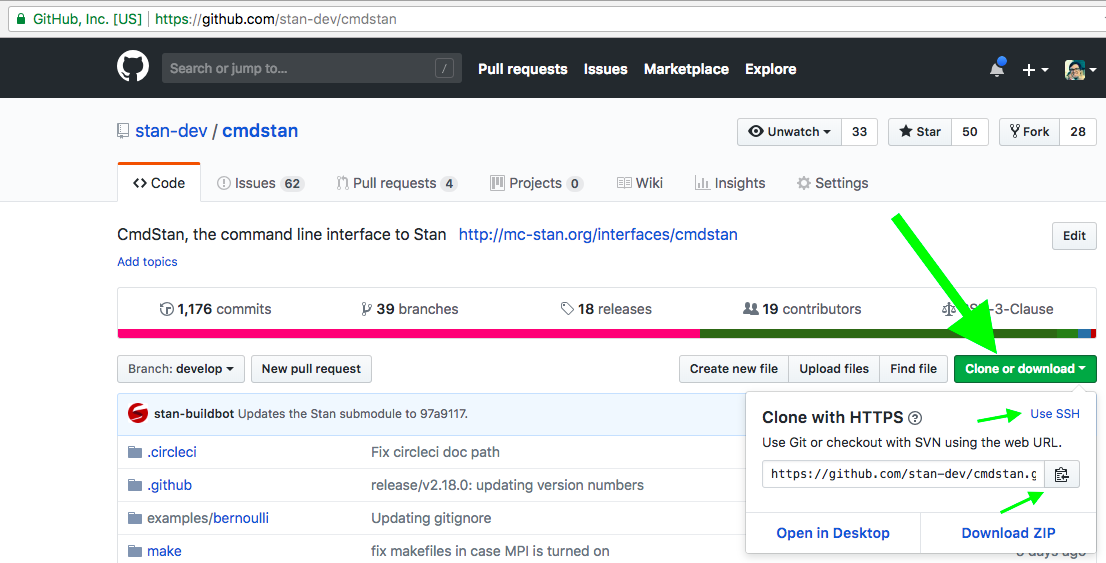 GitHub, Inc. [US] https://github.com/stan-dev/cmdstan
Search or jump to... / Pull requests Issues Marketplace Explore
stan-dev / cmdstan Unwatch 33 Star 50 Fork 28
Code Issues 62 Pull requests 4 Projects 0 Wiki Insights Settings
CmdStan, the command line interface to Stan http://mc-stan.org/interfaces/cmdstan Edit
Add topics
1,176 commits 39 branches 18 releases 19 contributors -3-Clause
Branch: develop New pull request Create new file Upload files Find file Clone or download
stan-buildbot Updates the Stan submodule to 97a9117.
Clone with HTTPS ? Use SSH
Use Git or checkout with SVN using the web URL.
https://github.com/stan-dev/cmdstan.g
Open in Desktop Download ZIP
.circleci Fix circleci doc path
.github release/v2.18.0: updating version numbers
examples/bernoulli Updating gitignore
make fix makefiles in case MPI is turned on days ago